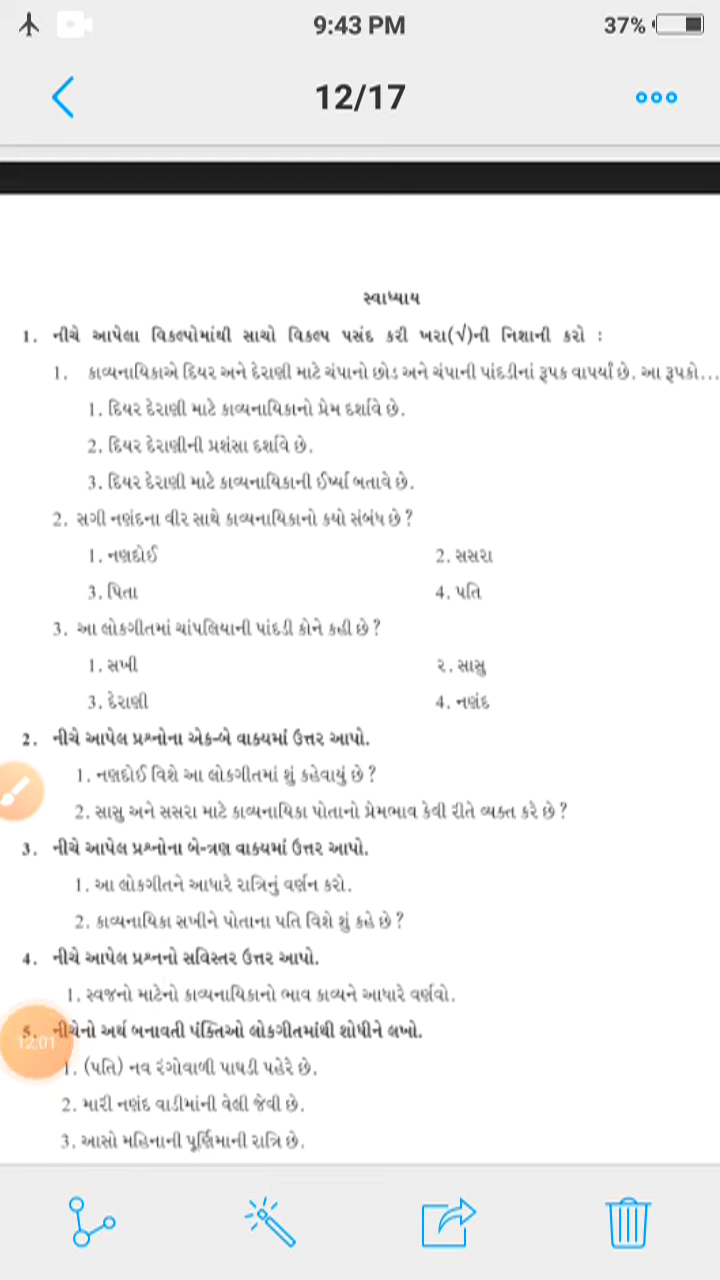 9:43 PM
37%
12/17
સ્વાધ્યાય
1. નીચે આપેલા વિકલ્પોમાંથી સાચો વિકલ્પ પસંદ કરી ખરા(√)ની નિશાની કરો :
1. કાવ્યનાયિકાએ દિયર અને દેરાણી માટે ચંપાનો છોડ અને ચંપાની પાંદડીનાં રૂપક વાપર્યાં છે. આ રૂપકો...
1. દિયર દેરાણી માટે કાવ્યનાયિકાનો પ્રેમ દર્શાવે છે.
2. દિયર દેરાણીની પ્રશંસા દર્શાવે છે.
3. દિયર દેરાણી માટે કાવ્યનાયિકાની ઈર્ષ્યા બતાવે છે.
2. સગી નણંદના વીર સાથે કાવ્યનાયિકાનો કયો સંબંધ છે?
1. નણદોઈ 2. સસરા
3. પિતા 4. પતિ
3. આ લોકગીતમાં ચાંપલિયાની પાંદડી કોને કહી છે?
1. સખી ૨. સાસુ
3. દેરાણી 4. નણંદ
2. નીચે આપેલ પ્રશ્નોના એક-બે વાક્યમાં ઉત્તર આપો.
1. નણદોઈ વિશે આ લોકગીતમાં શું કહેવાયું છે?
2. સાસુ અને સસરા માટે કાવ્યનાયિકા પોતાનો પ્રેમભાવ કેવી રીતે વ્યક્ત કરે છે?
3. નીચે આપેલ પ્રશ્નોના બે-ત્રણ વાક્યમાં ઉત્તર આપો.
1. આ લોકગીતને આધારે રાત્રિનું વર્ણન કરો.
2. કાવ્યનાયિકા સખીને પોતાના પતિ વિશે શું કહે છે?
4. નીચે આપેલ પ્રશ્નનો સવિસ્તર ઉત્તર આપો.
1. સ્વજનો માટેનો કાવ્યનાયિકાનો ભાવ કાવ્યને આધારે વર્ણવો.
5. નીચેનો અર્થ બનાવતી પંક્તિઓ લોકગીતમાંથી શોધીને લખો.
12:01
1. (પતિ) નવ રંગોવાળી પાઘડી પહેરે છે.
2. મારી નણંદ વાડીમાંની વેલી જેવી છે.
3. આસો મહિનાની પૂર્ણિમાની રાત્રિ છે.